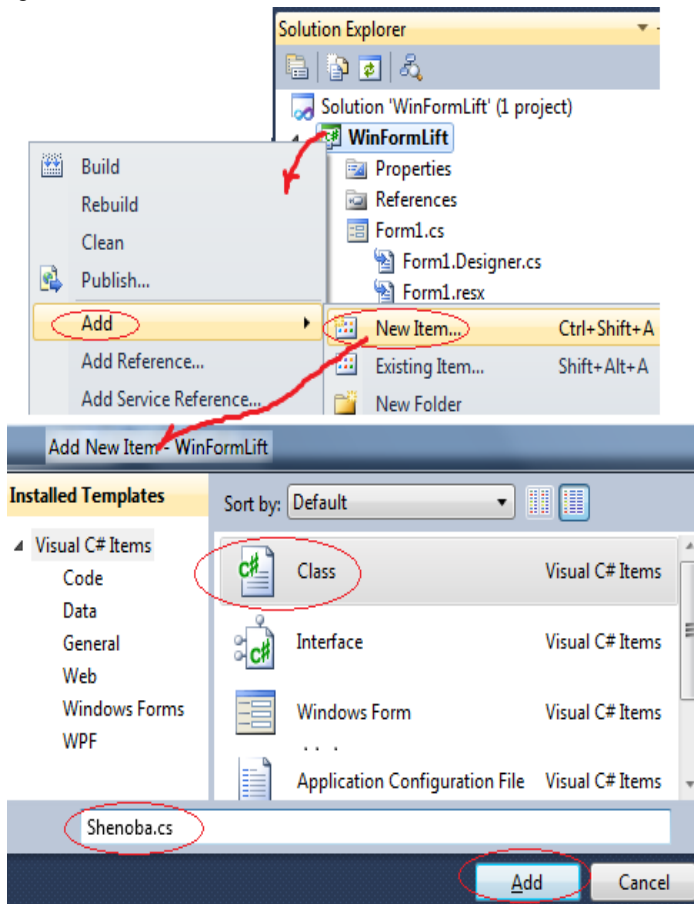 Solution Explorer
Solution 'WinFormLift' (1 project)
WinFormLift
Properties
References
Form1.cs
Form1.Designer.cs
Form1.resx
Build
Rebuild
Clean
Publish...
Add
Add Reference...
Add Service Reference...
New Item... Ctrl+Shift+A
Existing Item... Shift+Alt+A
New Folder
Add New Item - WinFormLift
Installed Templates
Sort by: Default
Visual C# Items
Code
Data
General
Web
Windows Forms
WPF
Class Visual C# Items
Interface Visual C# Items
Windows Form Visual C# Items
. . .
Application Configuration File Visual C# Items
Shenoba.cs
Add Cancel